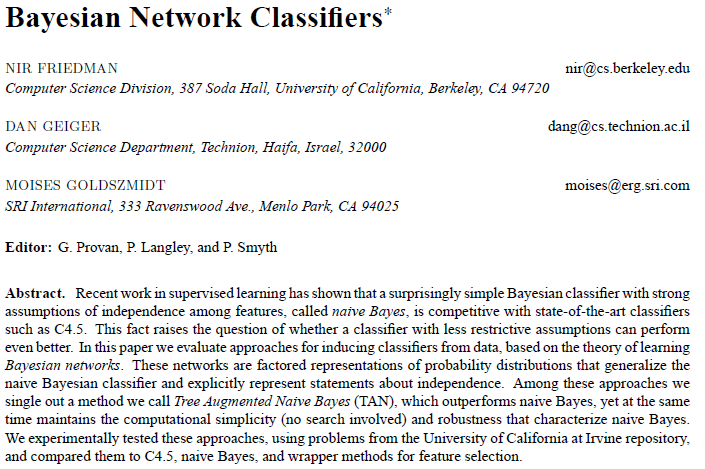 Bayesian Network Classifiers*
NIR FRIEDMAN nir@cs.berkeley.edu
Computer Science Division, 387 Soda Hall, University of California, Berkeley, CA 94720
DAN GEIGER dang@cs.technion.ac.il
Computer Science Department, Technion, Haifa, Israel, 32000
MOISES GOLDSZMIDT moises@erg.sri.com
SRI International, 333 Ravenswood Ave., Menlo Park, CA 94025
Editor: G. Provan, P. Langley, and P. Smyth
Abstract. Recent work in supervised learning has shown that a surprisingly simple Bayesian classifier with strong
assumptions of independence among features, called naive Bayes, is competitive with state-of-the-art classifiers
such as C4.5. This fact raises the question of whether a classifier with less restrictive assumptions can perform
even better. In this paper we evaluate approaches for inducing classifiers from data, based on the theory of learning
Bayesian networks. These networks are factored representations of probability distributions that generalize the
naive Bayesian classifier and explicitly represent statements about independence. Among these approaches we
single out a method we call Tree Augmented Naive Bayes (TAN), which outperforms naive Bayes, yet at the same
time maintains the computational simplicity (no search involved) and robustness that characterize naive Bayes.
We experimentally tested these approaches, using problems from the University of California at Irvine repository,
and compared them to C4.5, naive Bayes, and wrapper methods for feature selection.